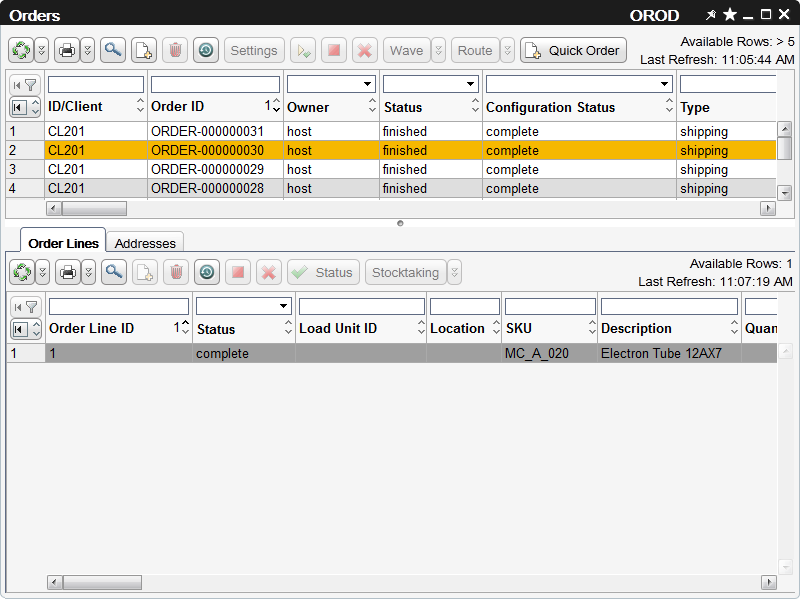 Orders OROD
Settings Wave Route Quick Order
Available Rows: > 5
Last Refresh: 11:05:44 AM
ID/Client Order ID 1 Owner Status Configuration Status Type
1 CL201 ORDER-000000031 host finished complete shipping
2 CL201 ORDER-000000030 host finished complete shipping
3 CL201 ORDER-000000029 host finished complete shipping
4 CL201 ORDER-000000028 host finished complete shipping
Order Lines Addresses
Status Stocktaking
Available Rows: 1
Last Refresh: 11:07:19 AM
Order Line ID 1 Status Load Unit ID Location SKU Description Quan
1 1 complete MC_A_020 Electron Tube 12AX7